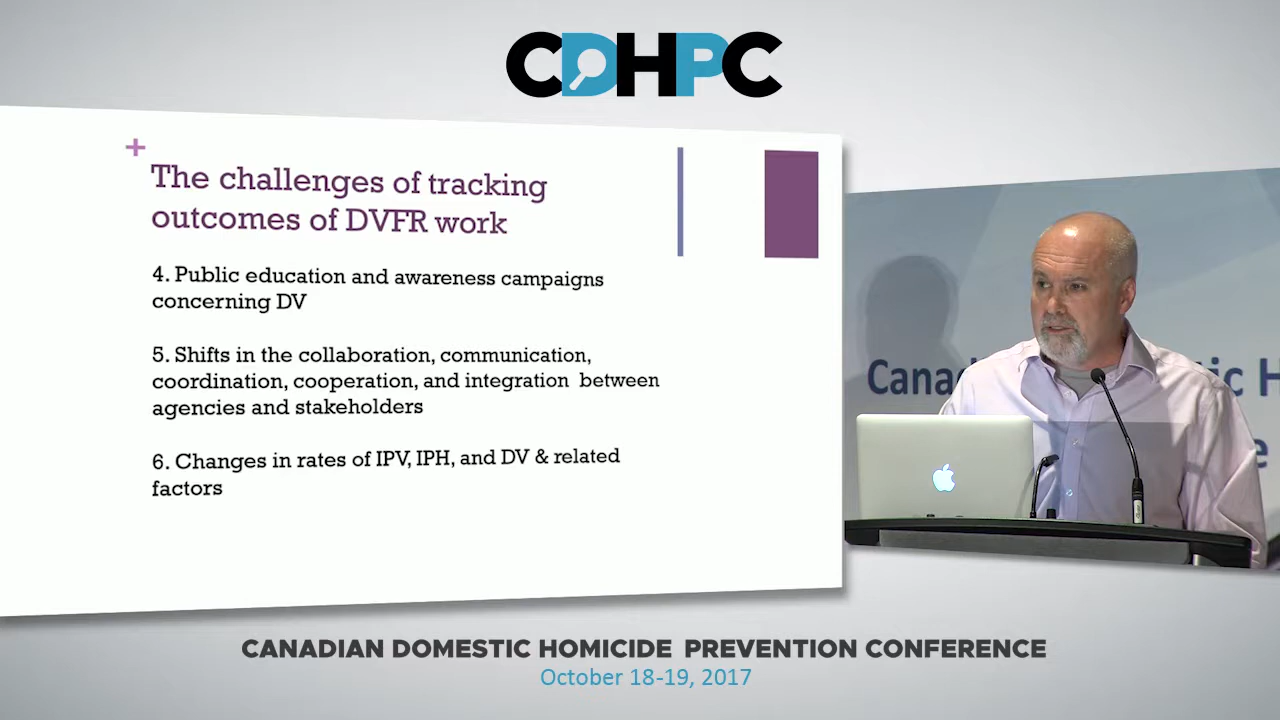 CDHPC
+
The challenges of tracking
outcomes of DVFR work
4. Public education and awareness campaigns
concerning DV
5. Shifts in the collaboration, communication,
coordination, cooperation, and integration between
agencies and stakeholders
6. Changes in rates of IPV, IPH, and DV & related
factors
Cana
ic H
e
CANADIAN DOMESTIC HOMICIDE PREVENTION CONFERENCE
October 18-19, 2017